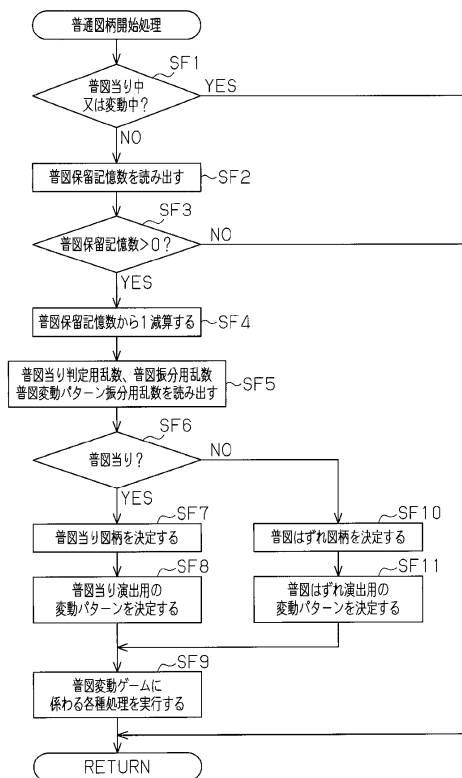 普通図柄開始処理
SF1
普図当り中
又は変動中?
YES
NO
普図保留記憶数を読み出す
SF2
SF3
普図保留記憶数>0?
NO
YES
普図保留記憶数から1減算する
SF4
普図当り判定用乱数、普図振分用乱数
普図変動パターン振分用乱数を読み出す
SF5
SF6
普図当り?
NO
YES
SF7
普図当り図柄を決定する
SF10
普図はずれ図柄を決定する
SF8
普図当り演出用の
変動パターンを決定する
SF11
普図はずれ演出用の
変動パターンを決定する
SF9
普図変動ゲームに
係わる各種処理を実行する
RETURN